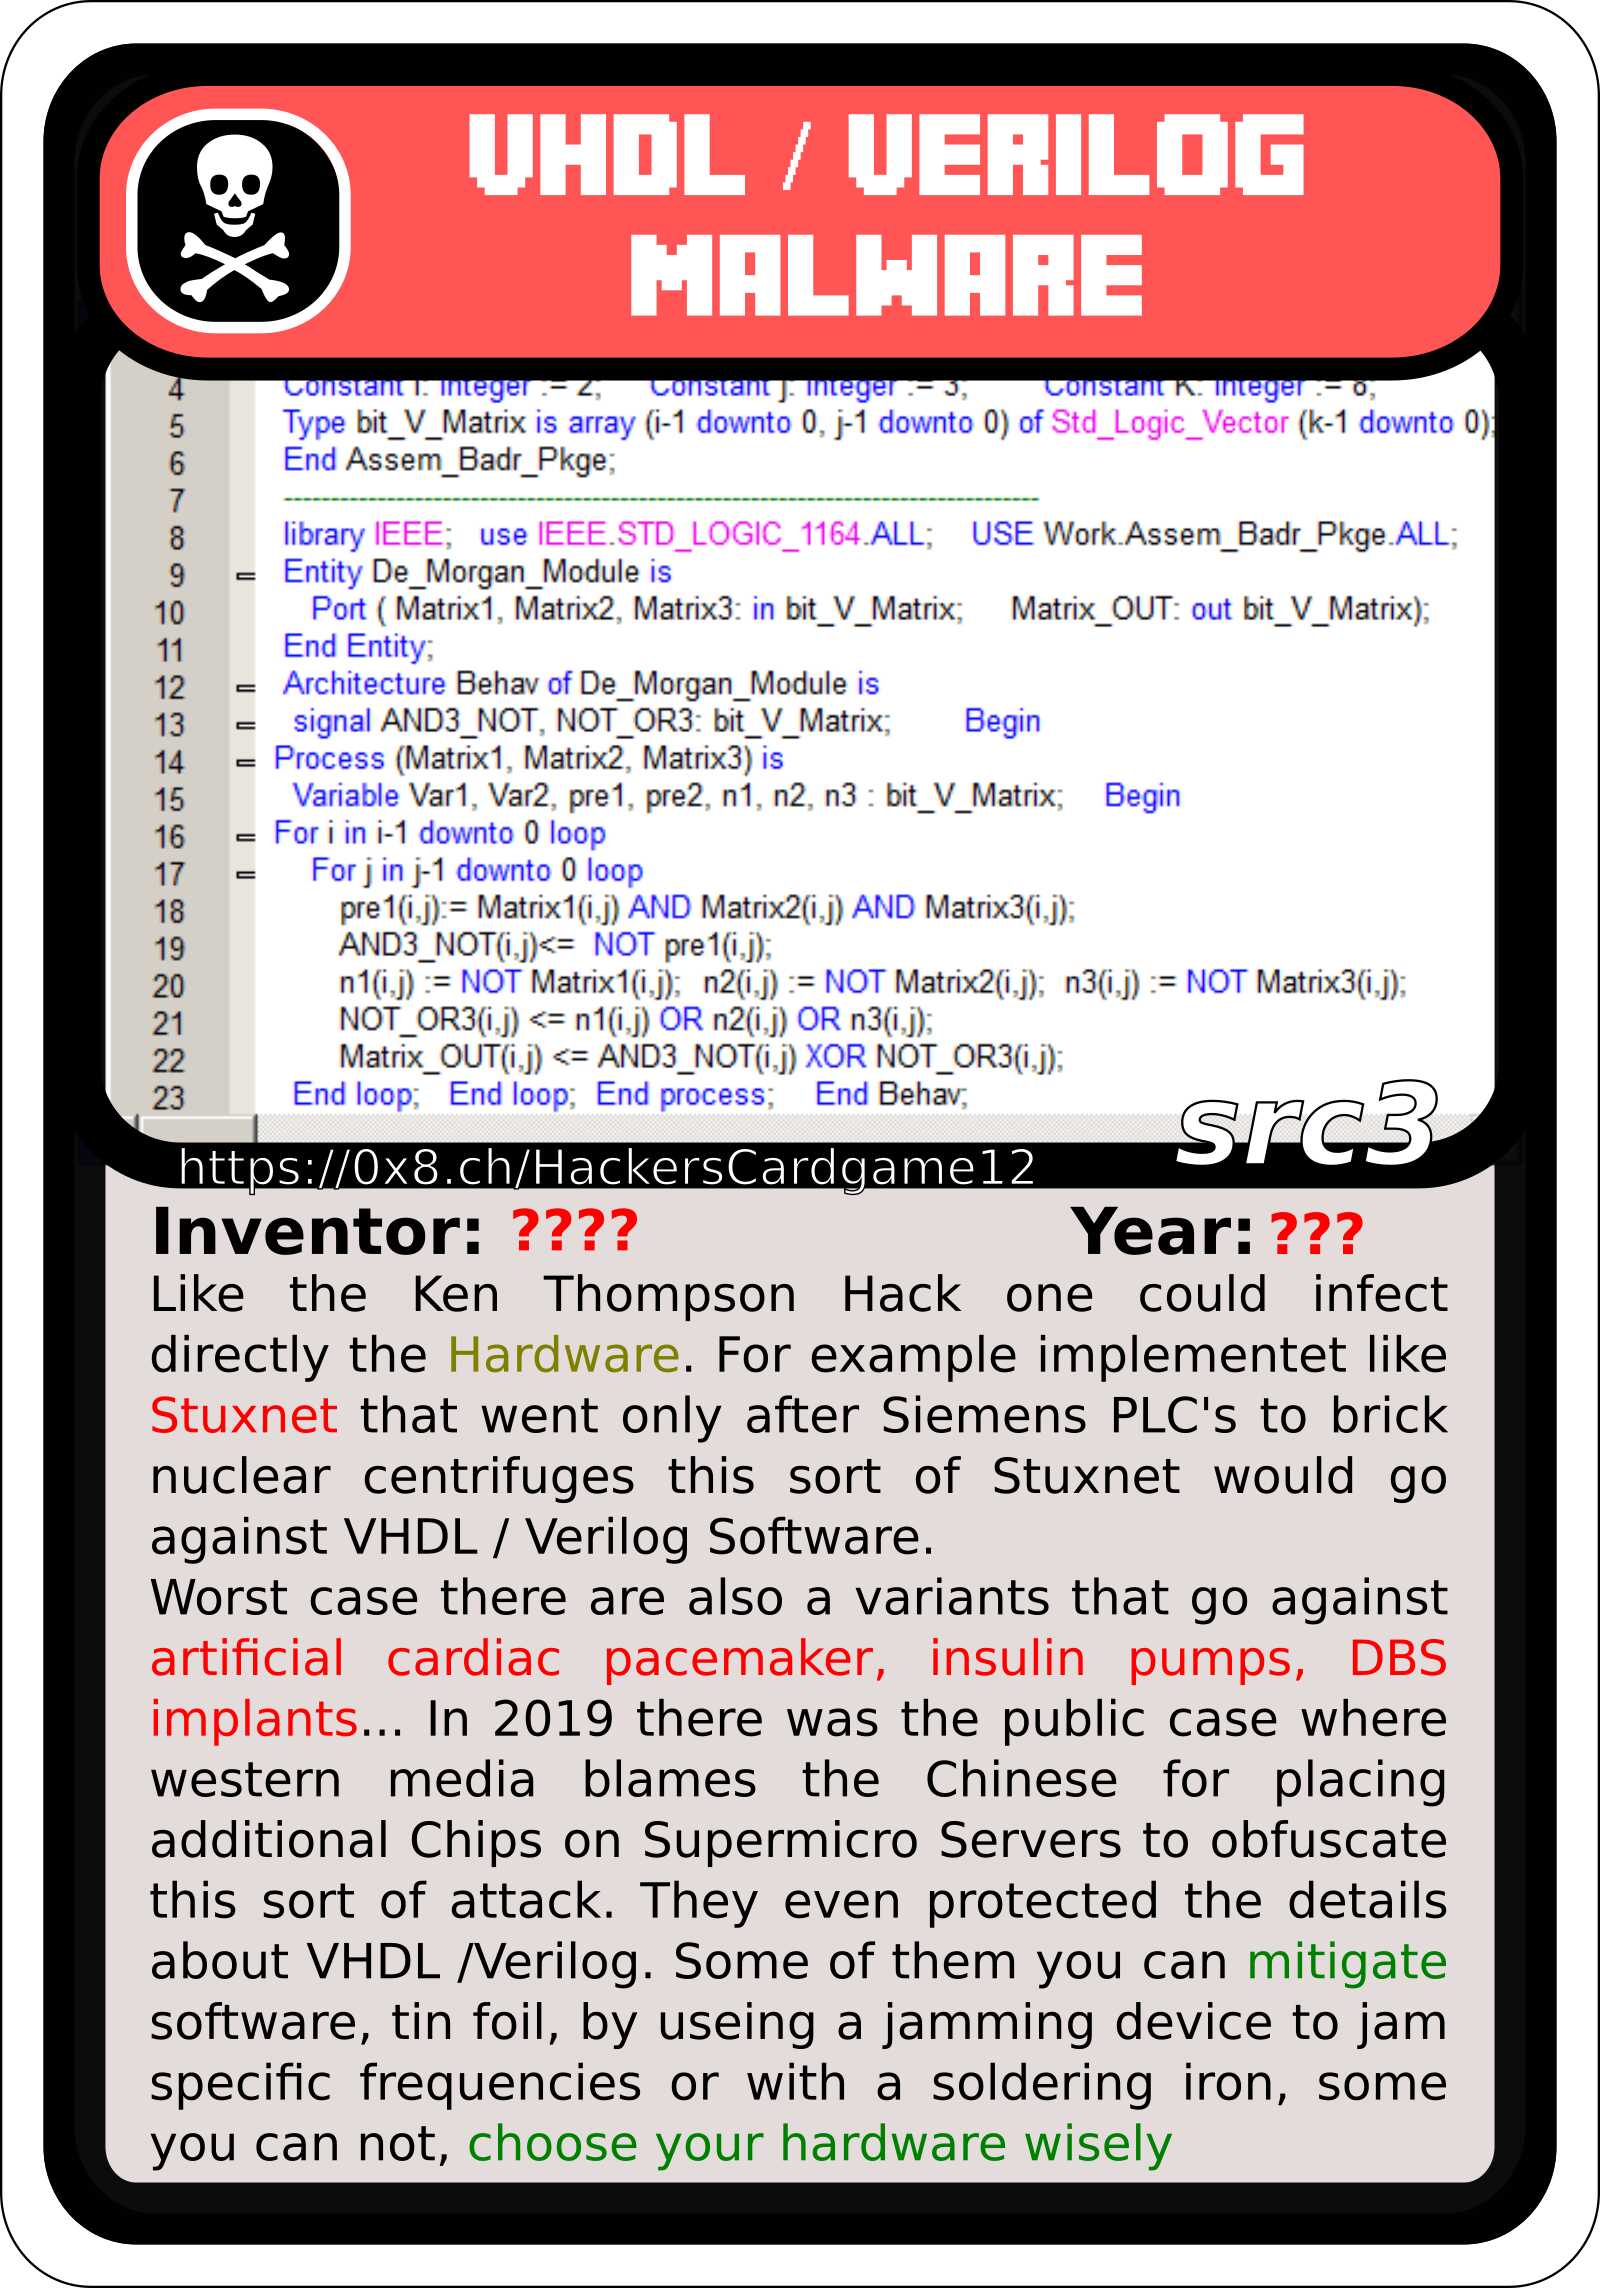 VHDL / VERILOG
MALWARE
4 Constant i: Integer := 2; Constant j: Integer := 3; Constant K: Integer := 8;
5 Type bit_V_Matrix is array (i-1 downto 0, j-1 downto 0) of Std_Logic_Vector (k-1 downto 0);
6 End Assem_Badr_Pkge;
7 --------------------------------------------------------------------------------
8 library IEEE; use IEEE.STD_LOGIC_1164.ALL; USE Work.Assem_Badr_Pkge.ALL;
9 Entity De_Morgan_Module is
10 Port ( Matrix1, Matrix2, Matrix3: in bit_V_Matrix; Matrix_OUT: out bit_V_Matrix);
11 End Entity;
12 Architecture Behav of De_Morgan_Module is
13 signal AND3_NOT, NOT_OR3: bit_V_Matrix; Begin
14 Process (Matrix1, Matrix2, Matrix3) is
15 Variable Var1, Var2, pre1, pre2, n1, n2, n3 : bit_V_Matrix; Begin
16 For i in i-1 downto 0 loop
17 For j in j-1 downto 0 loop
18 pre1(i,j):= Matrix1(i,j) AND Matrix2(i,j) AND Matrix3(i,j);
19 AND3_NOT(i,j)<= NOT pre1(i,j);
20 n1(i,j) := NOT Matrix1(i,j); n2(i,j) := NOT Matrix2(i,j); n3(i,j) := NOT Matrix3(i,j);
21 NOT_OR3(i,j) <= n1(i,j) OR n2(i,j) OR n3(i,j);
22 Matrix_OUT(i,j) <= AND3_NOT(i,j) XOR NOT_OR3(i,j);
23 End loop; End loop; End process; End Behav;
src3
https://0x8.ch/HackersCardgame12
Inventor: ???? Year: ???
Like the Ken Thompson Hack one could infect
directly the Hardware. For example implementet like
Stuxnet that went only after Siemens PLC's to brick
nuclear centrifuges this sort of Stuxnet would go
against VHDL / Verilog Software.
Worst case there are also a variants that go against
artificial cardiac pacemaker, insulin pumps, DBS
implants... In 2019 there was the public case where
western media blames the Chinese for placing
additional Chips on Supermicro Servers to obfuscate
this sort of attack. They even protected the details
about VHDL /Verilog. Some of them you can mitigate
software, tin foil, by useing a jamming device to jam
specific frequencies or with a soldering iron, some
you can not, choose your hardware wisely